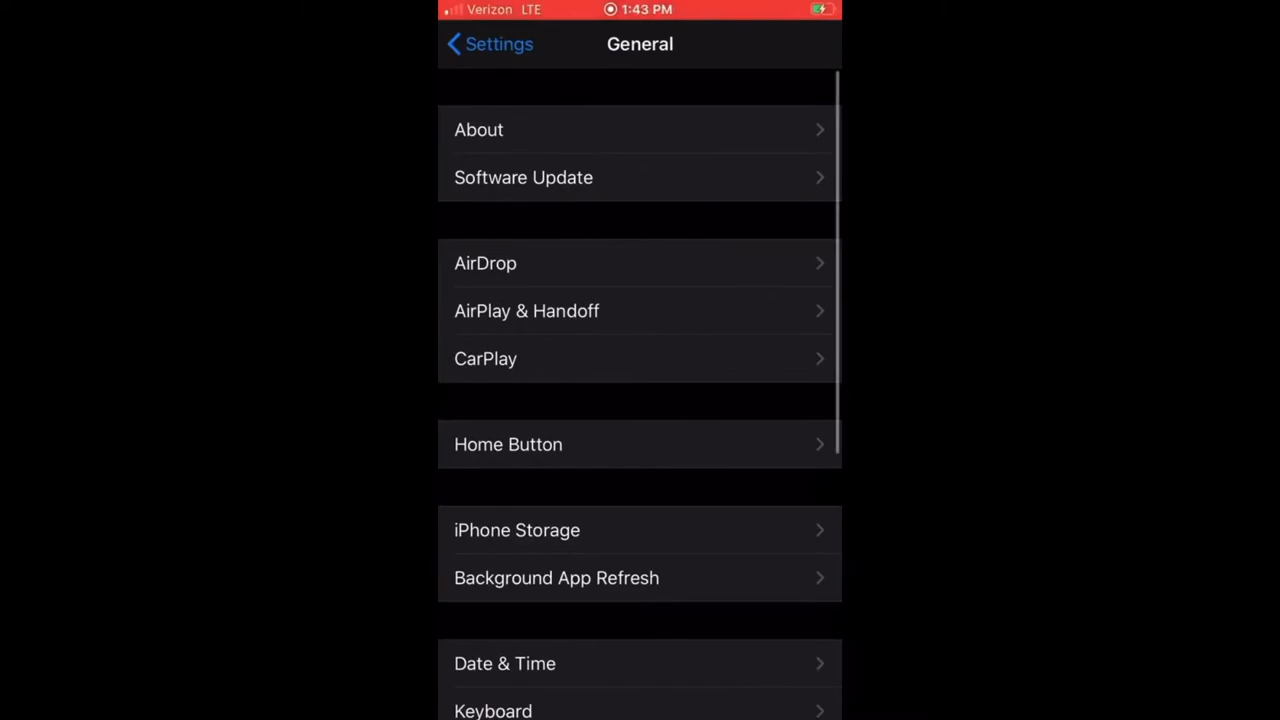 Verizon LTE 1:43 PM
Settings General
About
Software Update
AirDrop
AirPlay & Handoff
CarPlay
Home Button
iPhone Storage
Background App Refresh
Date & Time
Keyboard